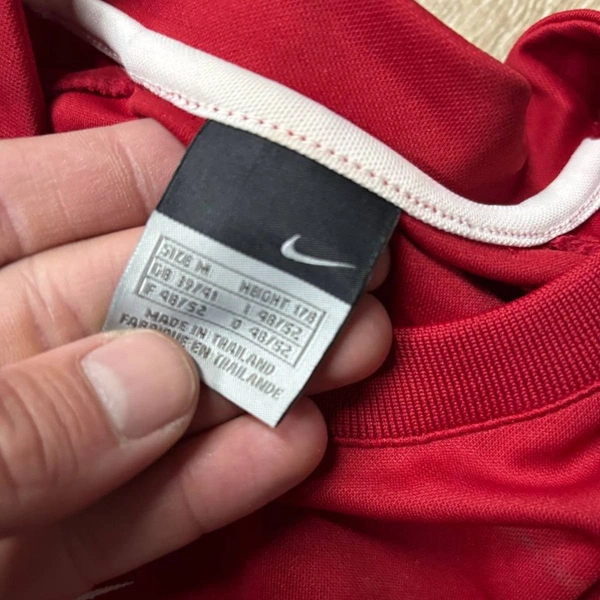 SIZE M HEIGHT 178
GB 39/41 I 48/52
F 48/52 D 48/52
MADE IN THAILAND
FABRIQUE EN THAILANDE